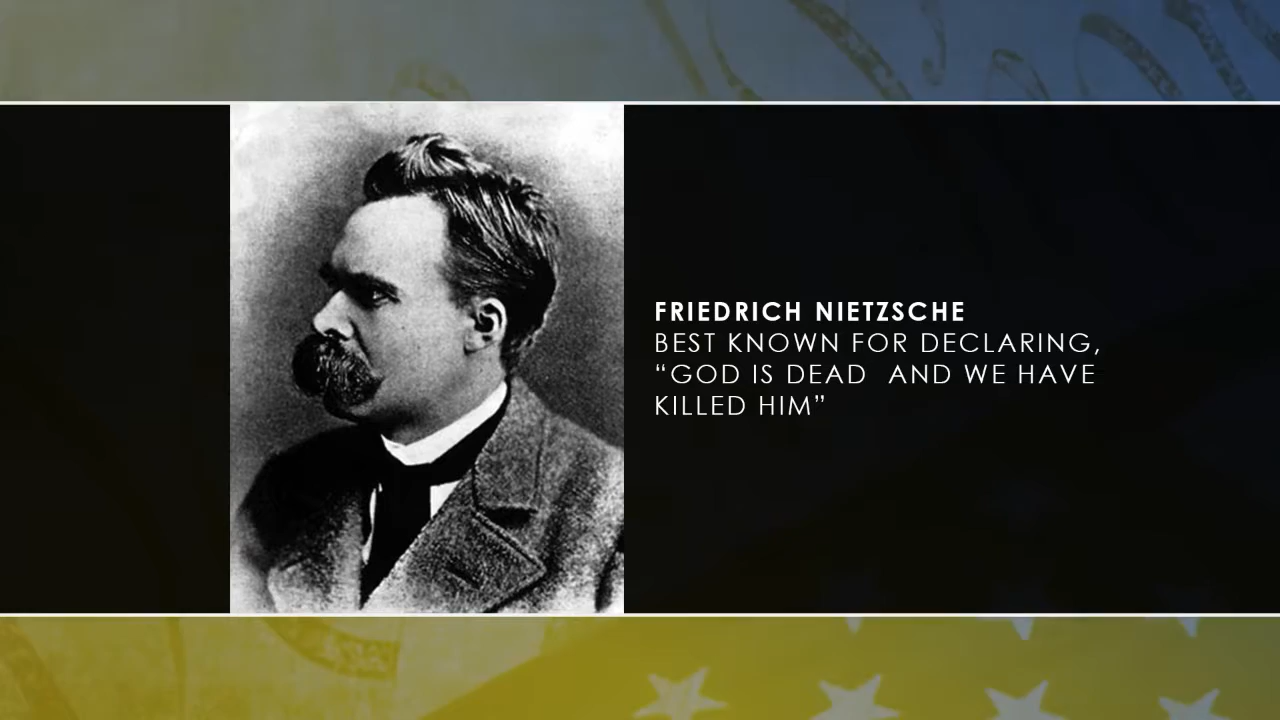 FRIEDRICH NIETZSCHE
BEST KNOWN FOR DECLARING,
“GOD IS DEAD  AND WE HAVE
KILLED HIM”